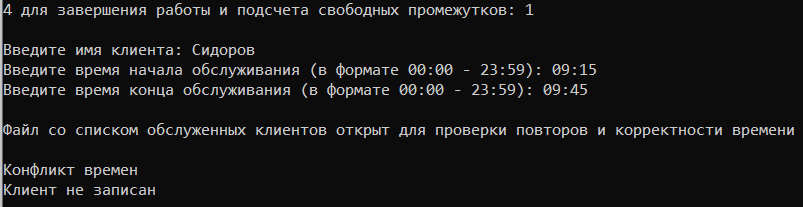 4 для завершения работы и подсчета свободных промежутков: 1
Введите имя клиента: Сидоров
Введите время начала обслуживания (в формате 00:00 - 23:59): 09:15
Введите время конца обслуживания (в формате 00:00 - 23:59): 09:45
Файл со списком обслуженных клиентов открыт для проверки повторов и корректности времени
Конфликт времен
Клиент не записан